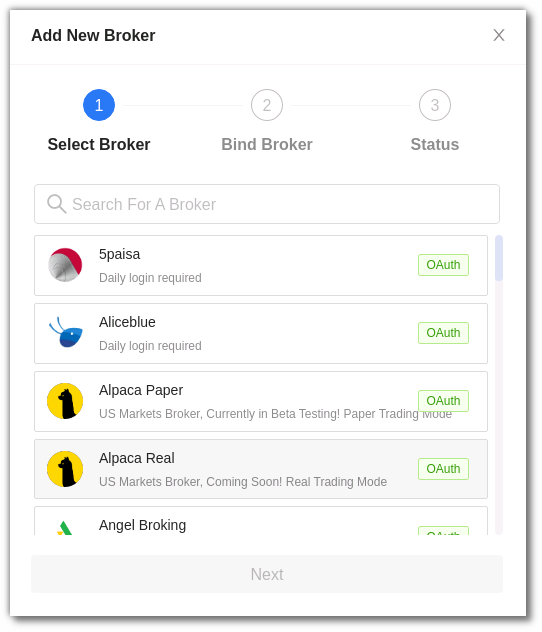 Add New Broker
1
2
3
Select Broker
Bind Broker
Status
Search For A Broker
5paisa
Daily login required
OAuth
Aliceblue
Daily login required
OAuth
Alpaca Paper
US Markets Broker, Currently in Beta Testing! Paper Trading Mode
OAuth
Alpaca Real
US Markets Broker, Coming Soon! Real Trading Mode
OAuth
Angel Broking
OAuth
Next